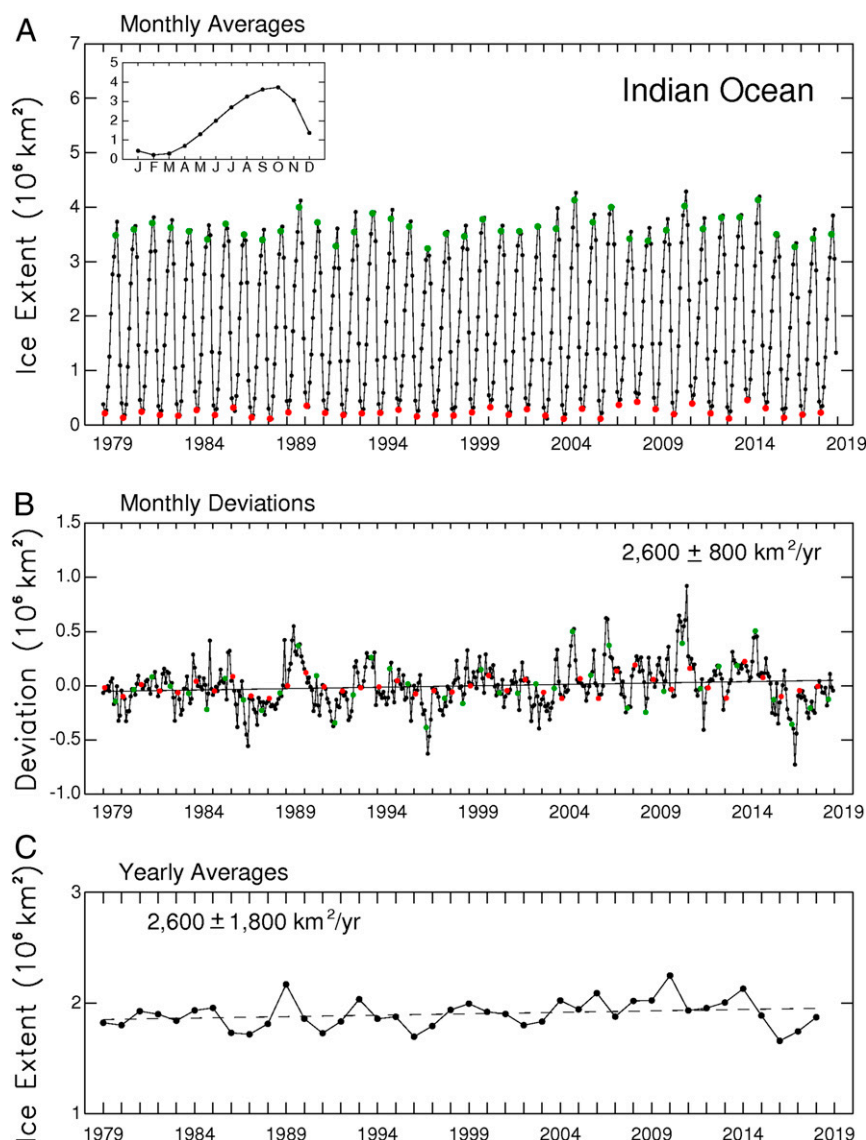 A
Monthly Averages
Ice Extent (10⁶ km²)
7
6
5
4
3
2
1
0
5
4
3
2
1
0
J F M A M J J A S O N D
Indian Ocean
1979 1984 1989 1994 1999 2004 2009 2014 2019
B
Monthly Deviations
Deviation (10⁶ km²)
1.5
1.0
0.5
0.0
-0.5
-1.0
2,600 ± 800 km²/yr
1979 1984 1989 1994 1999 2004 2009 2014 2019
C
Yearly Averages
Ice Extent (10⁶ km²)
3
2
1
2,600 ± 1,800 km²/yr
1979 1984 1989 1994 1999 2004 2009 2014 2019